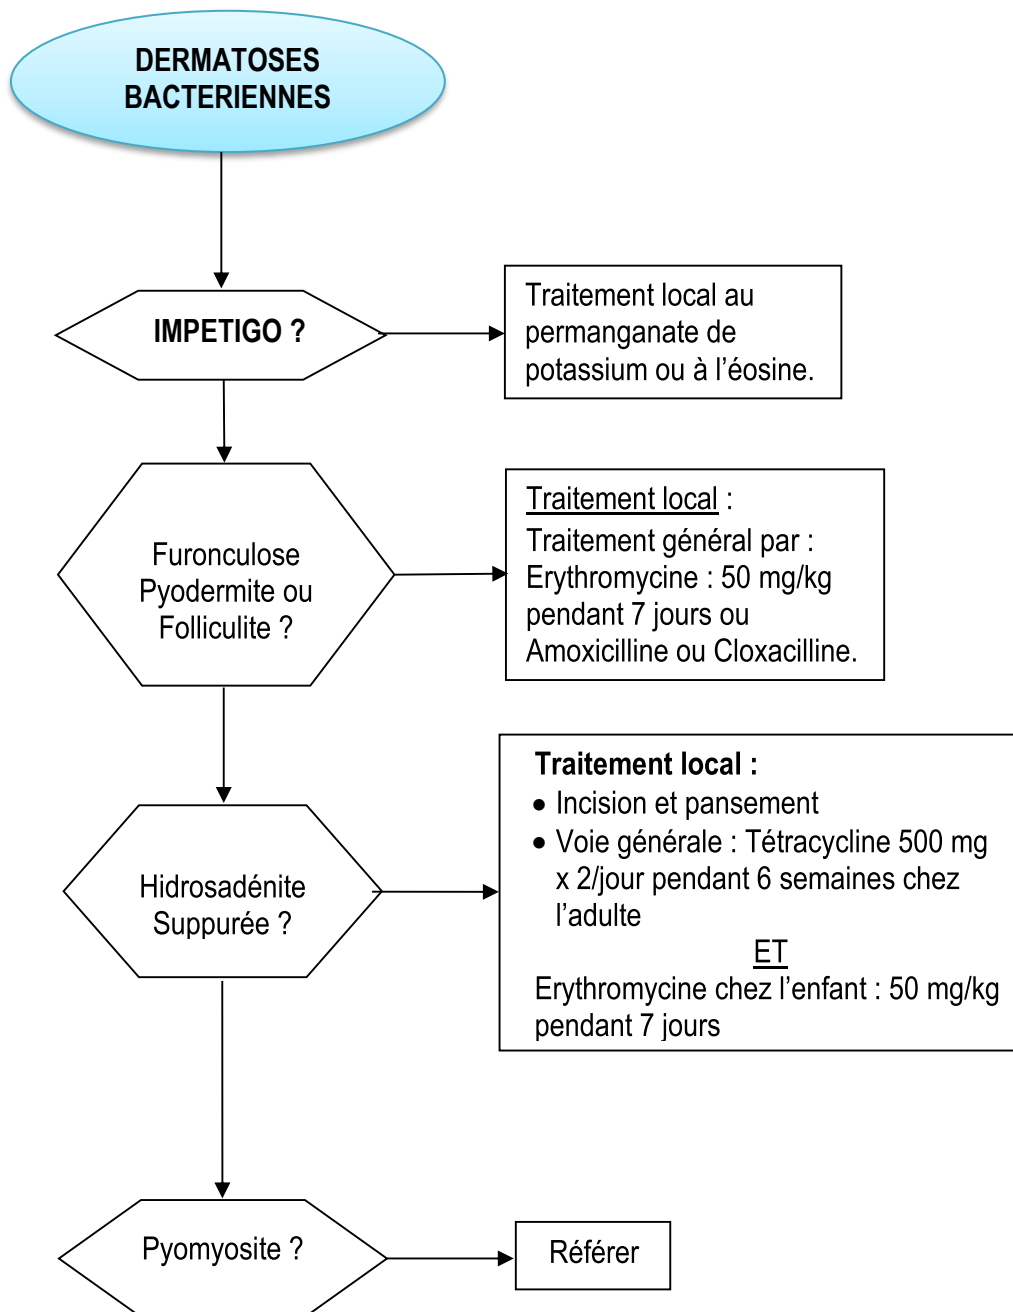 DERMATOSES
BACTERIENNES
IMPETIGO ?
Traitement local au
permanganate de
potassium ou à l’éosine.
Furonculose
Pyodermite ou
Folliculite ?
Traitement local :
Traitement général par :
Erythromycine : 50 mg/kg
pendant 7 jours ou
Amoxicilline ou Cloxacilline.
Hidrosadénite
Suppurée ?
Traitement local :
• Incision et pansement
• Voie générale : Tétracycline 500 mg
x 2/jour pendant 6 semaines chez
l’adulte
ET
Erythromycine chez l’enfant : 50 mg/kg
pendant 7 jours
Pyomyosite ?
Référer